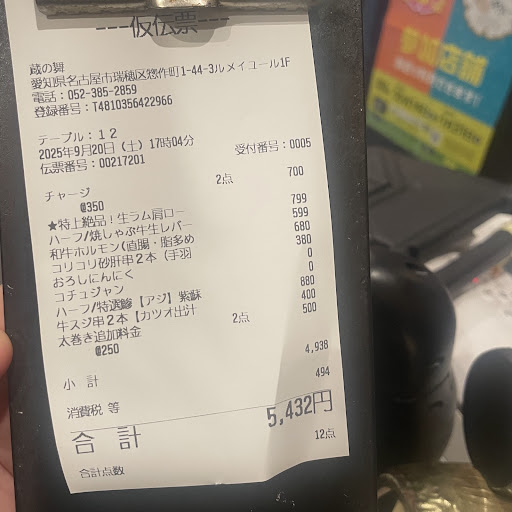 ---仮伝票---
蔵の舞
愛知県名古屋市瑞穂区惣作町1-44-3ルメイユール1F
電話：052-385-2859
登録番号：T4810356422966
テーブル：１２
2025年9月20日（土）17時04分 受付番号：0005
伝票番号：00217201
チャージ
@350 2点 700
★特上絶品！生ラム肩ロー 799
ハーフ/焼しゃぶ牛生レバー 599
和牛ホルモン(直腸・脂多め 680
コリコリ砂肝串２本（手羽 380
おろしにんにく 0
コチュジャン 0
ハーフ/特選鯵【アジ】紫蘇 880
牛スジ串２本【カツオ出汁 400
太巻き追加料金
@250 2点 500
小 計 4,938
消費税 等 494
合 計 5,432円
合計点数 12点
参加店舗